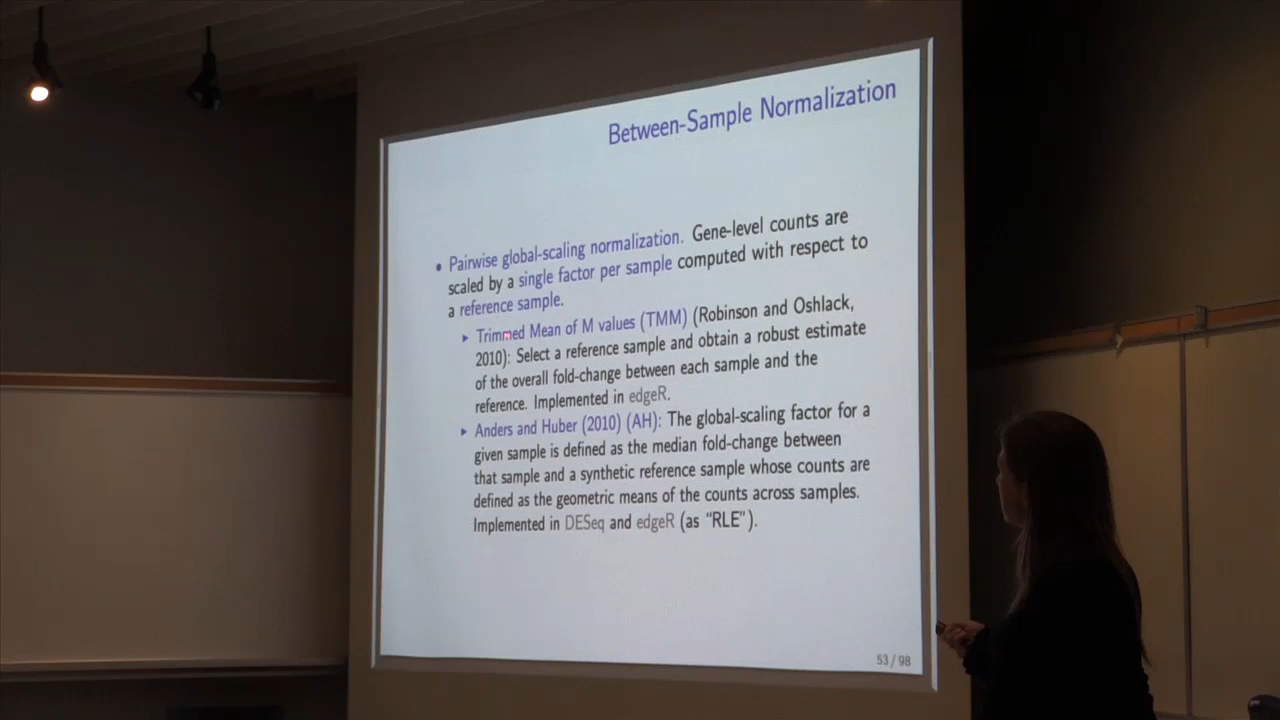 Between-Sample Normalization
• Pairwise global-scaling normalization. Gene-level counts are
scaled by a single factor per sample computed with respect to
a reference sample.
▸ Trimmed Mean of M values (TMM) (Robinson and Oshlack,
2010): Select a reference sample and obtain a robust estimate
of the overall fold-change between each sample and the
reference. Implemented in edgeR.
▸ Anders and Huber (2010) (AH): The global-scaling factor for a
given sample is defined as the median fold-change between
that sample and a synthetic reference sample whose counts are
defined as the geometric means of the counts across samples.
Implemented in DESeq and edgeR (as “RLE”).
53 / 98